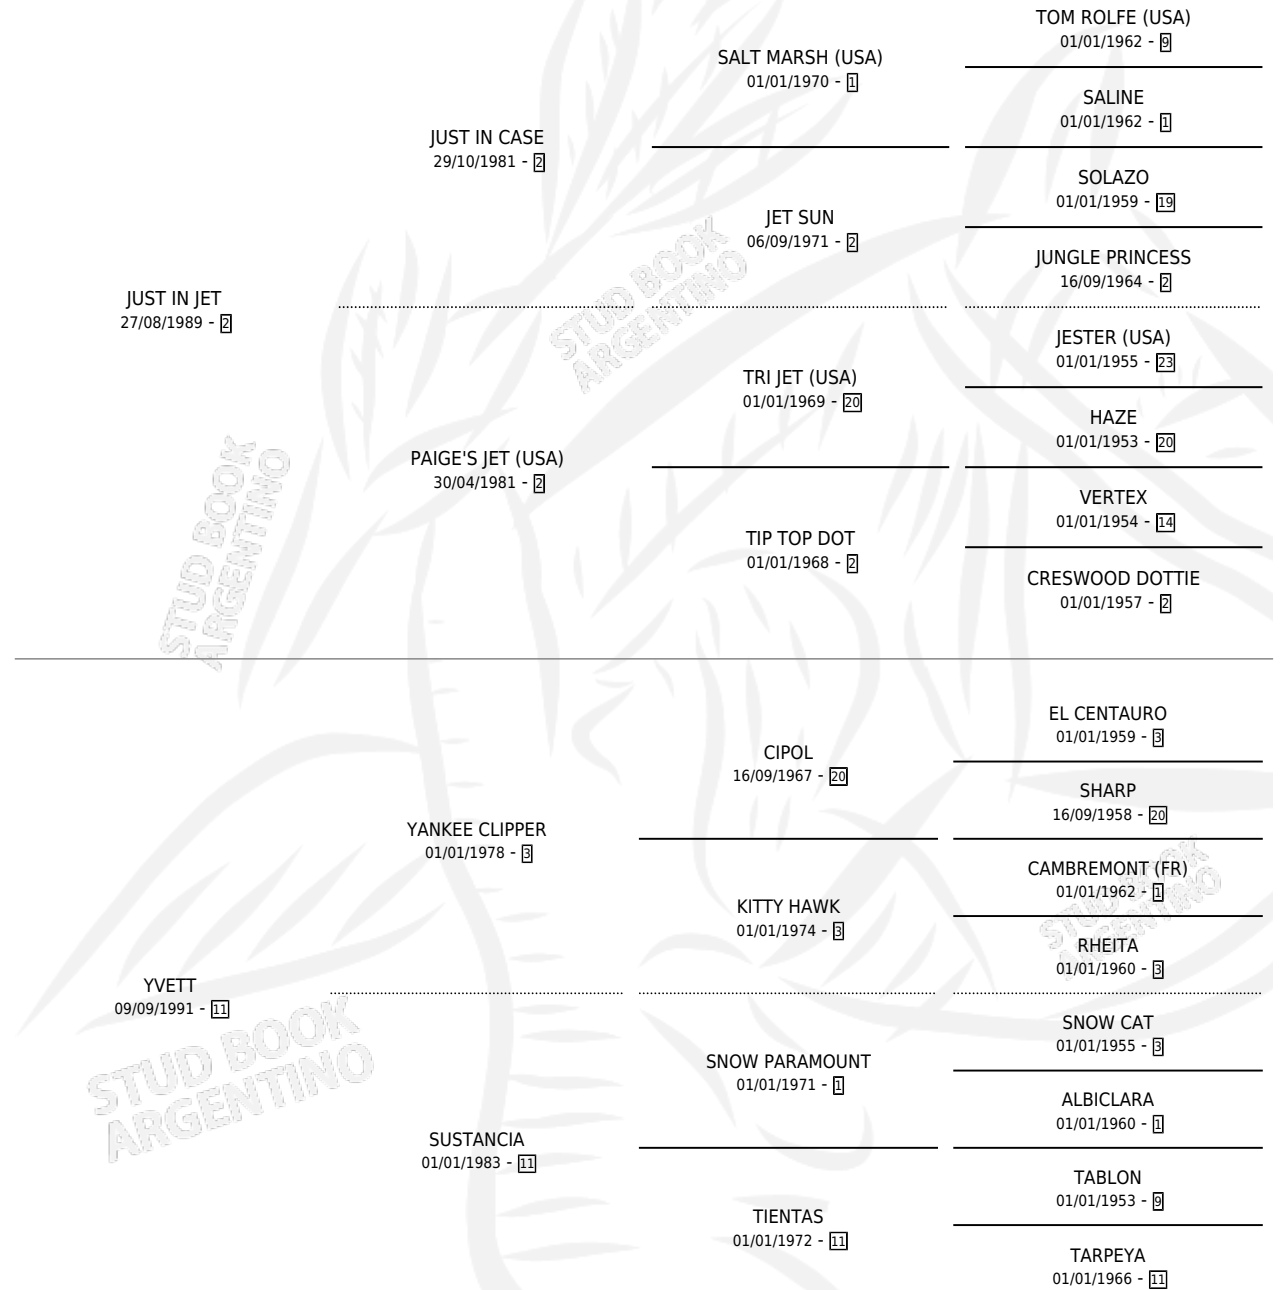 TOM ROLFE (USA)
01/01/1962 - 9
SALT MARSH (USA)
01/01/1970 - 1
SALINE
01/01/1962 - 1
JUST IN CASE
29/10/1981 - 2
SOLAZO
01/01/1959 - 19
JET SUN
06/09/1971 - 2
JUNGLE PRINCESS
16/09/1964 - 2
JUST IN JET
27/08/1989 - 2
JESTER (USA)
01/01/1955 - 23
TRI JET (USA)
01/01/1969 - 20
HAZE
01/01/1953 - 20
PAIGE'S JET (USA)
30/04/1981 - 2
VERTEX
01/01/1954 - 14
TIP TOP DOT
01/01/1968 - 2
CRESWOOD DOTTIE
01/01/1957 - 2
STUD BOOK
ARGENTINO
STUD BOOK
ARGENTINO
EL CENTAURO
01/01/1959 - 3
CIPOL
16/09/1967 - 20
SHARP
16/09/1958 - 20
YANKEE CLIPPER
01/01/1978 - 3
CAMBREMONT (FR)
01/01/1962 - 1
KITTY HAWK
01/01/1974 - 3
RHEITA
01/01/1960 - 3
YVETT
09/09/1991 - 11
SNOW CAT
01/01/1955 - 3
SNOW PARAMOUNT
01/01/1971 - 1
ALBICLARA
01/01/1960 - 1
SUSTANCIA
01/01/1983 - 11
TABLON
01/01/1953 - 9
TIENTAS
01/01/1972 - 11
TARPEYA
01/01/1966 - 11
STUD BOOK
ARGENTINO
STUD BOOK
ARGENTINO